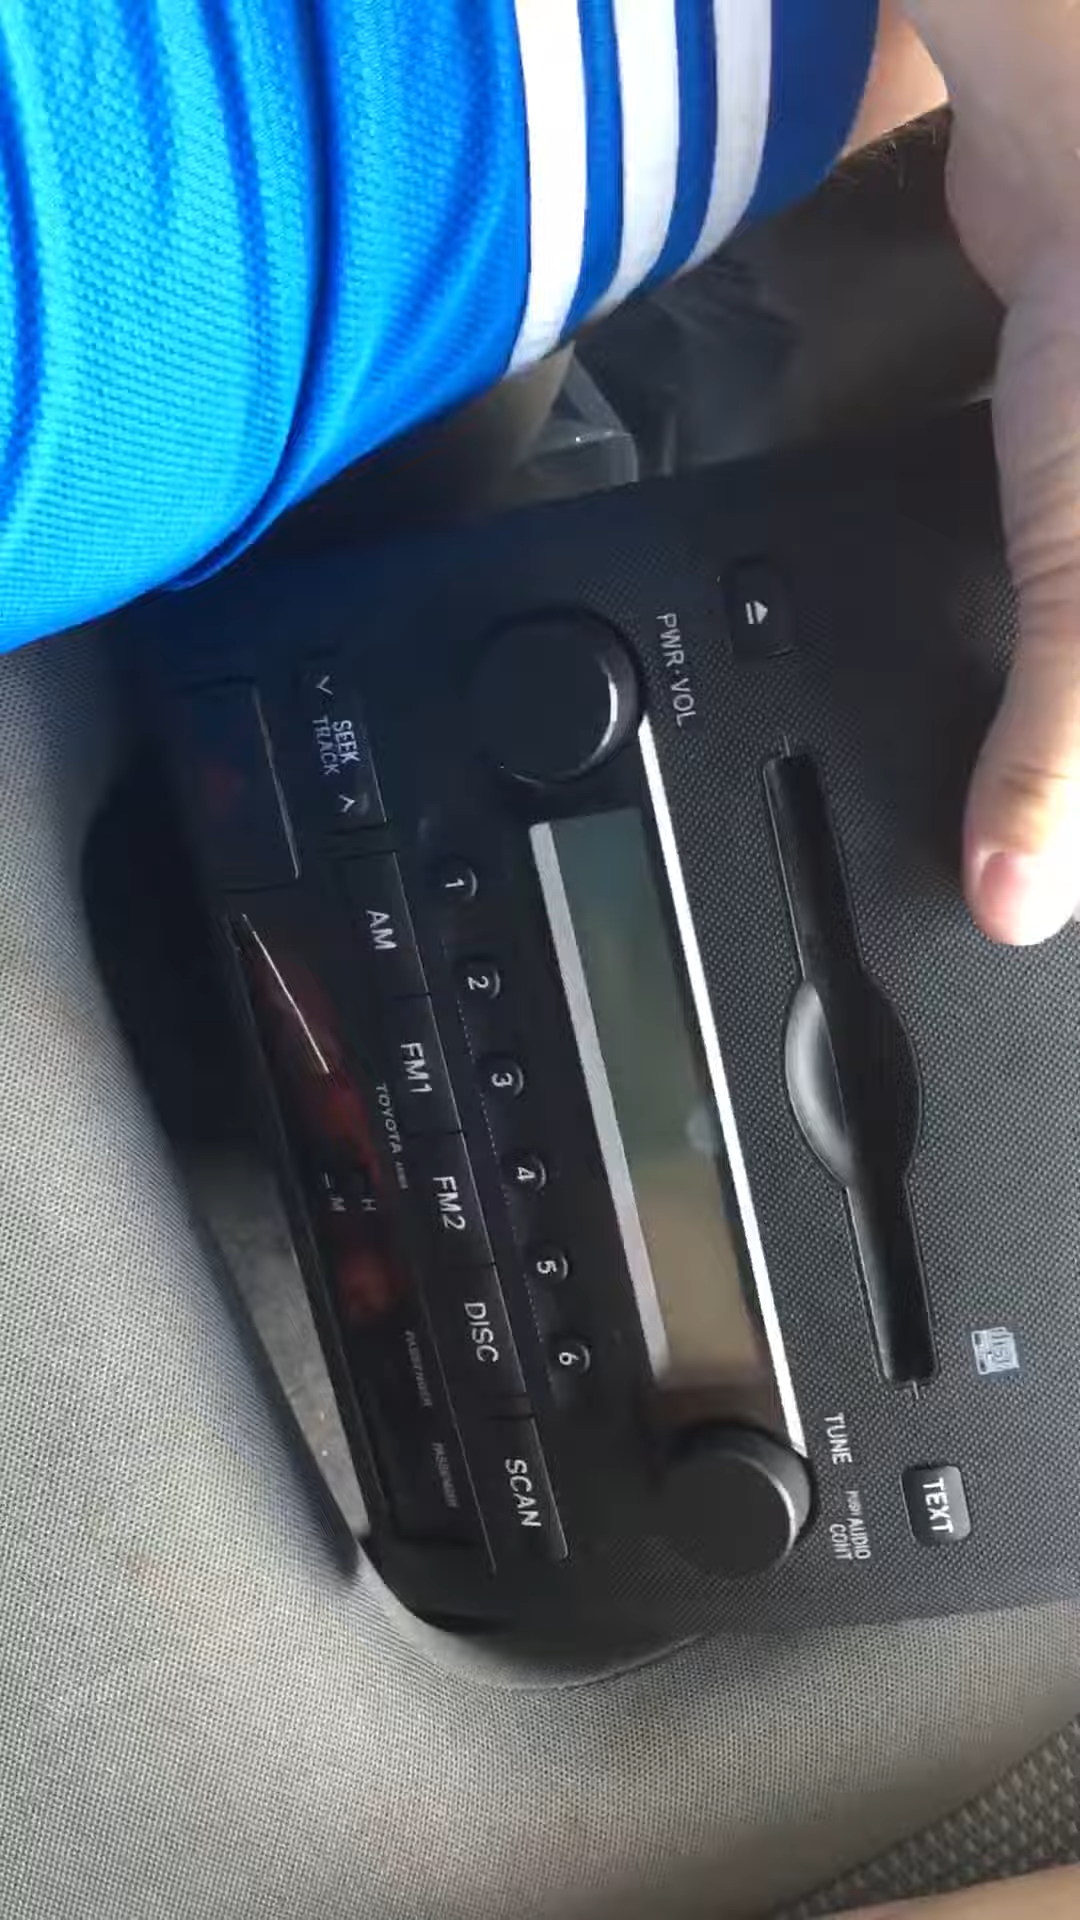 TEXT
PWR·VOL
TUNE
PUSH AUDIO
CONT
1 2 3 4 5 6
SEEK
TRACK
AM FM1 FM2 DISC SCAN
TOYOTA
H
M
PASSENGER